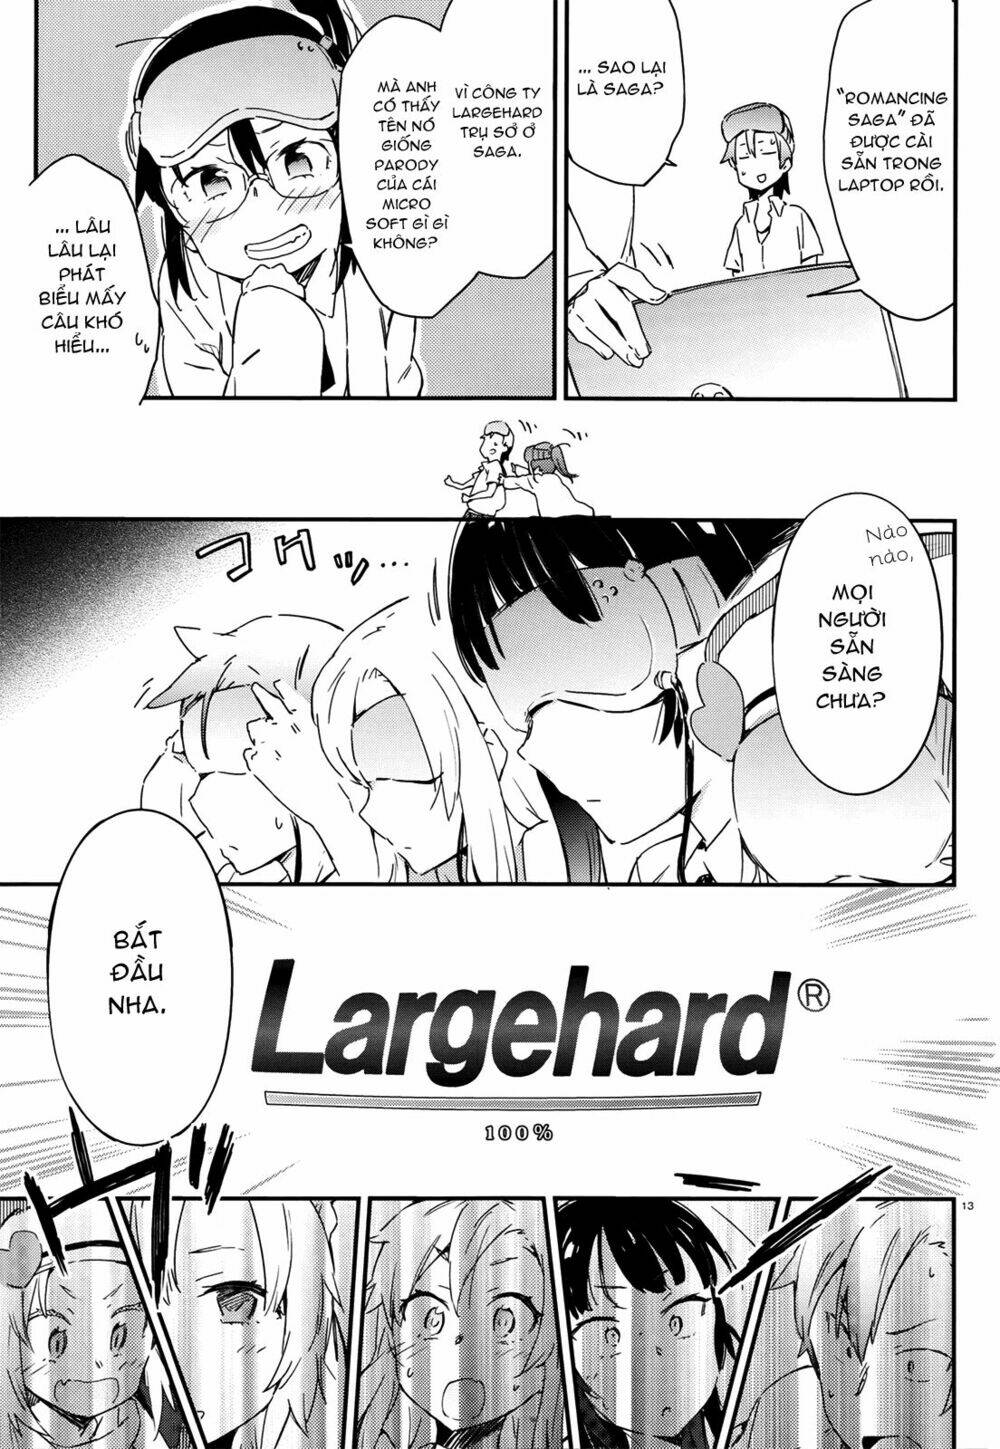 "ROMANCING
SAGA" ĐÃ
ĐƯỢC CÀI
SẴN TRONG
LAPTOP RỒI.
... SAO LẠI
LÀ SAGA?
VÌ CÔNG TY
LARGEHARD
TRỤ SỞ Ở
SAGA.
MÀ ANH
CÓ THẤY
TÊN NÓ
GIỐNG
PARODY
CỦA CÁI
MICRO
SOFT GÌ GÌ
KHÔNG?
... LÂU
LÂU LẠI
PHÁT
BIỂU MẤY
CÂU KHÓ
HIỂU...
Nào
nào,
MỌI
NGƯỜI
SẴN
SÀNG
CHƯA?
コクッ...
BẮT
ĐẦU
NHA.
Largehard®
100%
13